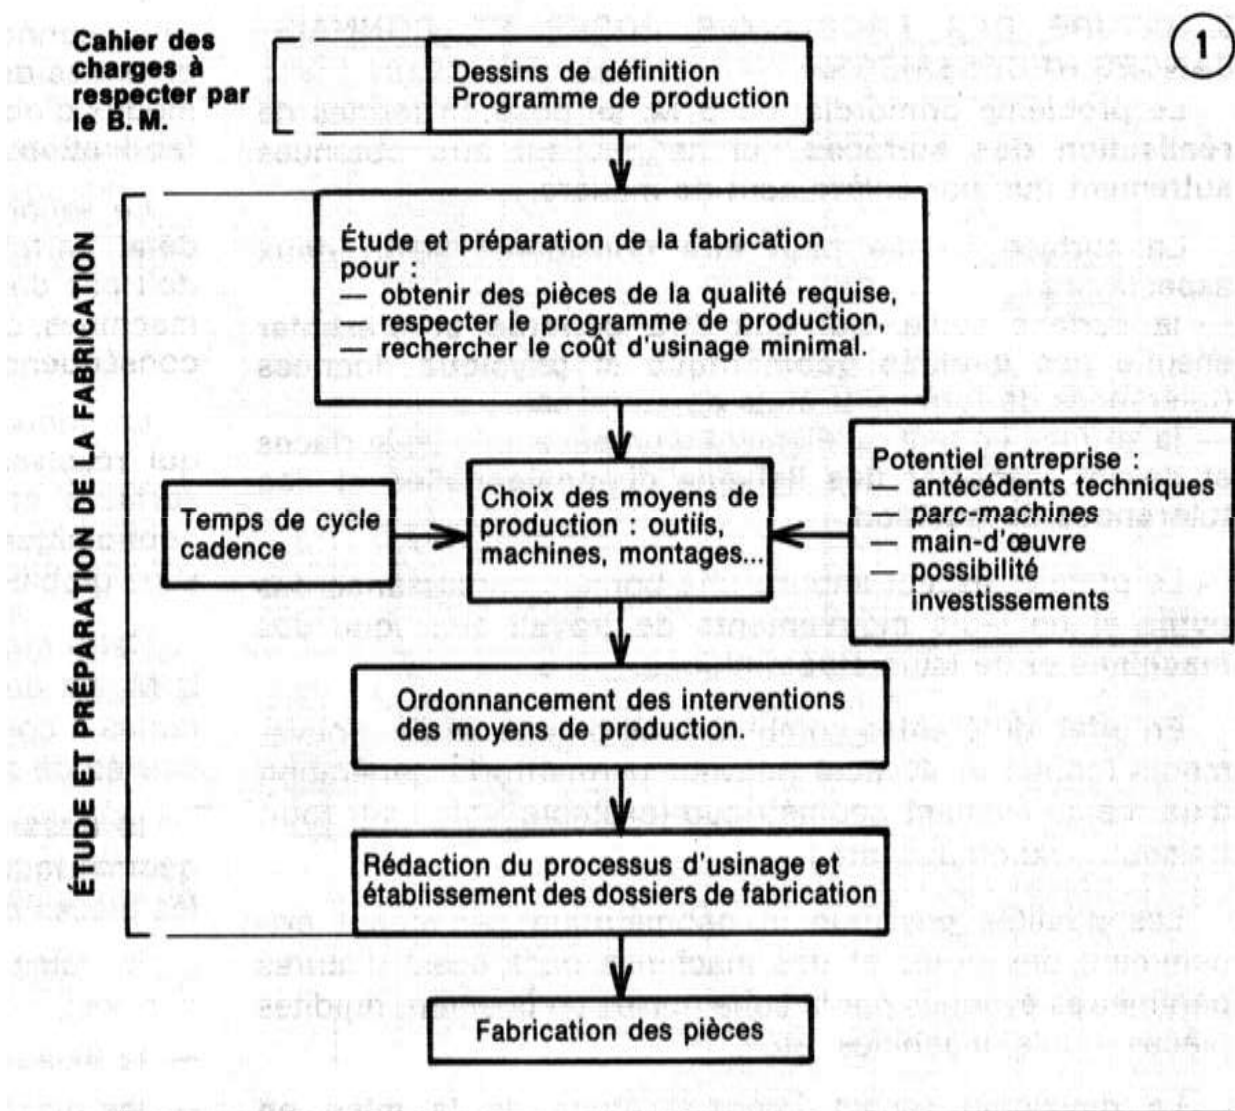 1
Cahier des
charges à
respecter par
le B.M.
Dessins de définition
Programme de production
ÉTUDE ET PRÉPARATION DE LA FABRICATION
Étude et préparation de la fabrication
pour :
— obtenir des pièces de la qualité requise,
— respecter le programme de production,
— rechercher le coût d'usinage minimal.
Temps de cycle
cadence
Choix des moyens de
production : outils,
machines, montages...
Potentiel entreprise :
— antécédents techniques
— parc-machines
— main-d'œuvre
— possibilité
investissements
Ordonnancement des interventions
des moyens de production.
Rédaction du processus d'usinage et
établissement des dossiers de fabrication
Fabrication des pièces